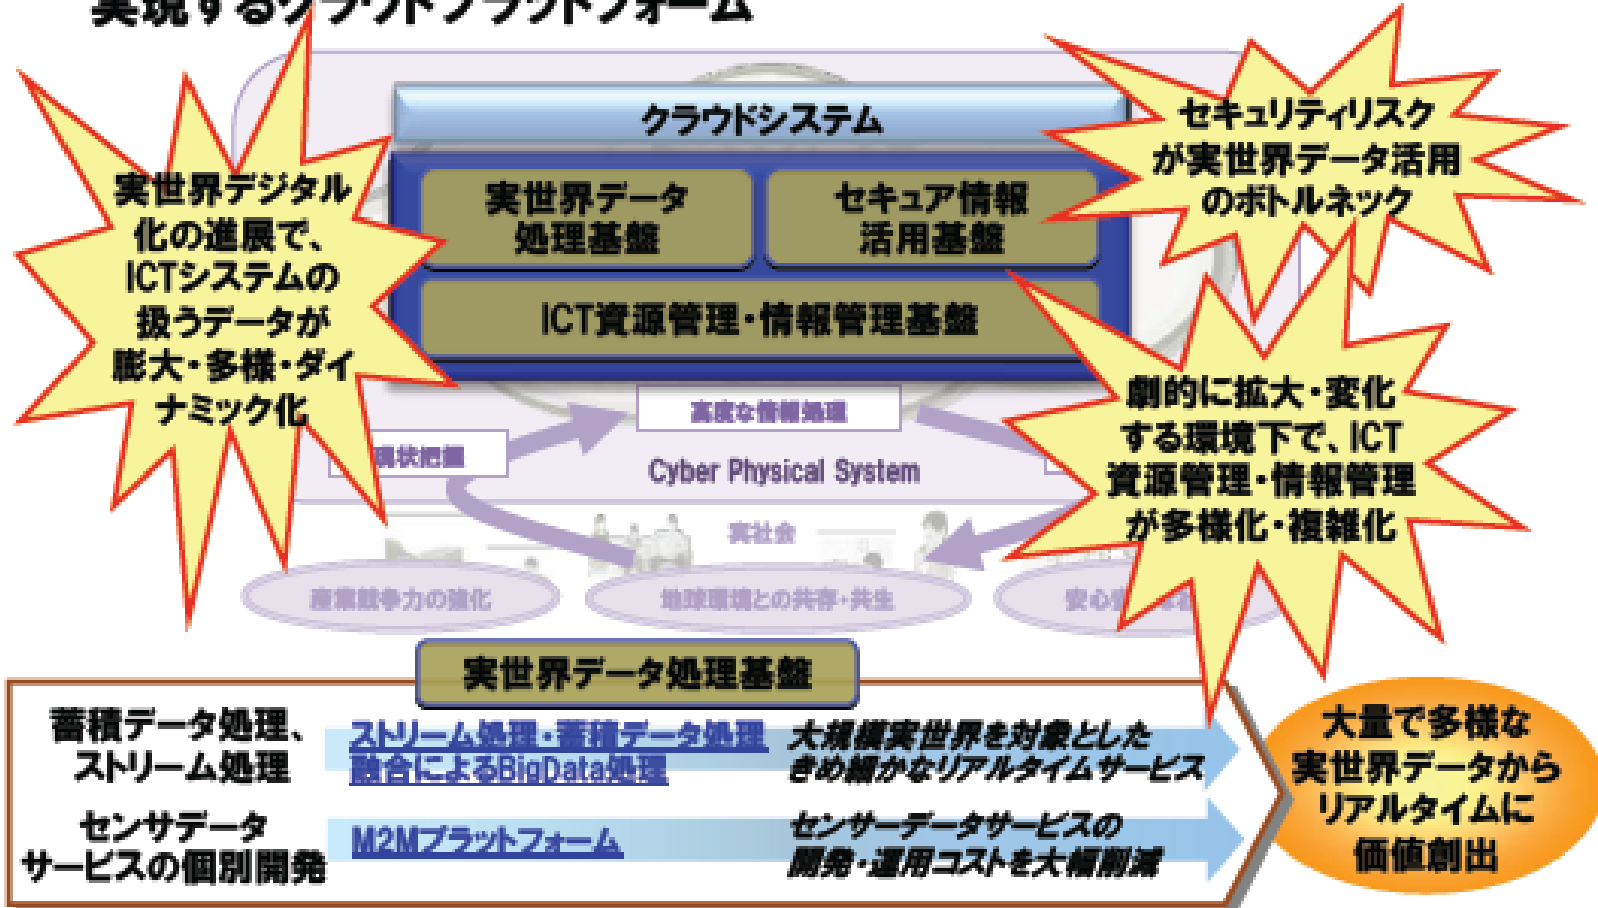 実現するクラウドプラットフォーム
クラウドシステム
実世界データ
処理基盤
セキュア情報
活用基盤
ICT資源管理・情報管理基盤
実世界デジタル
化の進展で、
ICTシステムの
扱うデータが
膨大・多様・ダイ
ナミック化
セキュリティリスク
が実世界データ活用
のボトルネック
劇的に拡大・変化
する環境下で、ICT
資源管理・情報管理
が多様化・複雑化
高度な情報処理
現状把握
Cyber Physical System
実社会
産業競争力の強化
地球環境との共存・共生
安心
実世界データ処理基盤
蓄積データ処理、
ストリーム処理
ストリーム処理・蓄積データ処理
融合によるBigData処理
大規模実世界を対象とした
きめ細かなリアルタイムサービス
センサデータ
サービスの個別開発
M2Mプラットフォーム
センサーデータサービスの
開発・運用コストを大幅削減
大量で多様な
実世界データから
リアルタイムに
価値創出